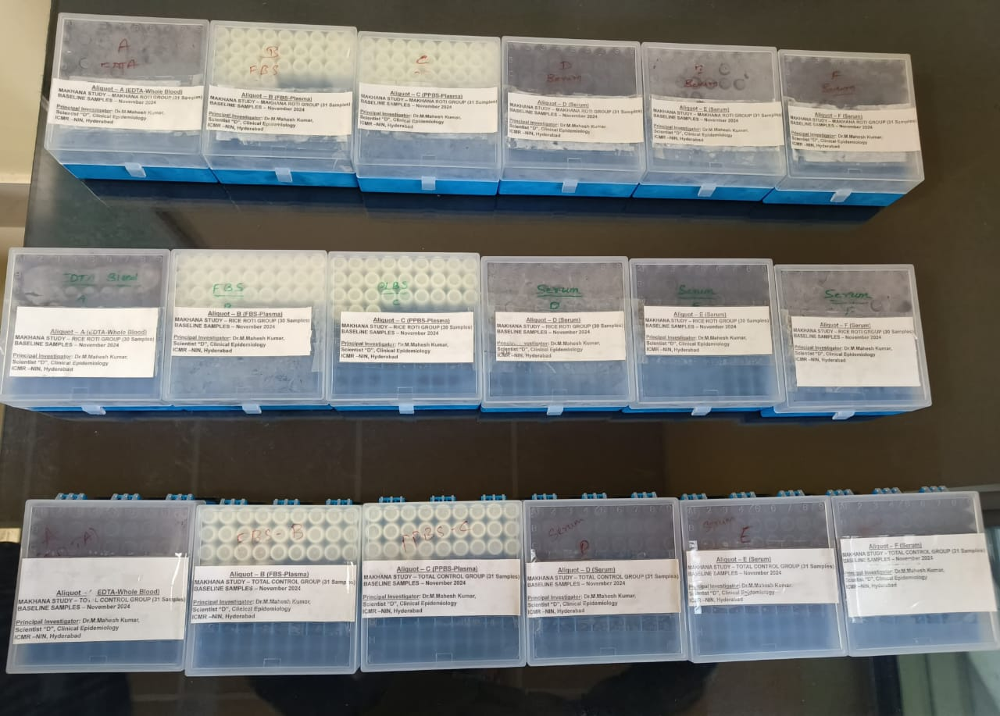 A
EDTA
Aliquot – A (EDTA-Whole Blood)
MAKHANA STUDY – MAKHANA ROTI GROUP (31 Samples)
BASELINE SAMPLES – November 2024
Principal Investigator: Dr.M.Mahesh Kumar,
Scientist "D", Clinical Epidemiology
ICMR –NIN, Hyderabad
B
FBS
Aliquot – B (FBS-Plasma)
MAKHANA STUDY – MAKHANA ROTI GROUP (31 Samples)
BASELINE SAMPLES – November 2024
Principal Investigator: Dr.M.Mahesh Kumar,
Scientist "D", Clinical Epidemiology
ICMR –NIN, Hyderabad
C
Aliquot – C (PPBS-Plasma)
MAKHANA STUDY – MAKHANA ROTI GROUP (31 Samples)
BASELINE SAMPLES – November 2024
Principal Investigator: Dr.M.Mahesh Kumar,
Scientist "D", Clinical Epidemiology
ICMR –NIN, Hyderabad
D
Serum
Aliquot – D (Serum)
MAKHANA STUDY – MAKHANA ROTI GROUP (31 Samples)
BASELINE SAMPLES – November 2024
Principal Investigator: Dr.M.Mahesh Kumar,
Scientist "D", Clinical Epidemiology
ICMR –NIN, Hyderabad
Serum
Aliquot – E (Serum)
MAKHANA STUDY – MAKHANA ROTI GROUP (31 Samples)
BASELINE SAMPLES – November 2024
Principal Investigator: Dr.M.Mahesh Kumar,
Scientist "D", Clinical Epidemiology
ICMR –NIN, Hyderabad
F
Serum
Aliquot – F (Serum)
MAKHANA STUDY – MAKHANA ROTI GROUP (31 Samples)
BASELINE SAMPLES – November 2024
Principal Investigator: Dr.M.Mahesh Kumar,
Scientist "D", Clinical Epidemiology
ICMR –NIN, Hyderabad
EDTA Blood
A
Aliquot – A (EDTA-Whole Blood)
MAKHANA STUDY – RICE ROTI GROUP (30 Samples)
BASELINE SAMPLES – November 2024
Principal Investigator: Dr.M.Mahesh Kumar,
Scientist "D", Clinical Epidemiology
ICMR –NIN, Hyderabad
FBS
B
Aliquot – B (FBS-Plasma)
MAKHANA STUDY – RICE ROTI GROUP (30 Samples)
BASELINE SAMPLES – November 2024
Principal Investigator: Dr.M.Mahesh Kumar,
Scientist "D", Clinical Epidemiology
ICMR –NIN, Hyderabad
PLBS
C
Aliquot – C (PPBS-Plasma)
MAKHANA STUDY – RICE ROTI GROUP (30 Samples)
BASELINE SAMPLES – November 2024
Principal Investigator: Dr.M.Mahesh Kumar,
Scientist "D", Clinical Epidemiology
ICMR –NIN, Hyderabad
Serum
D
Aliquot – D (Serum)
MAKHANA STUDY – RICE ROTI GROUP (30 Samples)
BASELINE SAMPLES – November 2024
Dr.M.Mahesh Kumar,
Scientist "D", Clinical Epidemiology
ICMR –NIN, Hyderabad
Serum
E
Aliquot – E (Serum)
MAKHANA STUDY – RICE ROTI GROUP (30 Samples)
BASELINE SAMPLES – November 2024
Principal Investigator: Dr.M.Mahesh Kumar,
Scientist "D", Clinical Epidemiology
ICMR –NIN, Hyderabad
Serum
F
Aliquot – F (Serum)
MAKHANA STUDY – RICE ROTI GROUP (30 Samples)
BASELINE SAMPLES – November 2024
Principal Investigator: Dr.M.Mahesh Kumar,
Scientist "D", Clinical Epidemiology
ICMR –NIN, Hyderabad
A
Aliquot – EDTA-Whole Blood)
MAKHANA STUDY – CONTROL GROUP (31 Samples)
BASELINE SAMPLES – November 2024
Principal Investigator: Dr.M.Mahesh Kumar,
Scientist "D", Clinical Epidemiology
ICMR –NIN, Hyderabad
FBS-B
Aliquot – B (FBS-Plasma)
MAKHANA STUDY – TOTAL CONTROL GROUP (31 Samp
BASELINE SAMPLES – November 2024
Principal Investigator: Dr.M.Mahesh Kumar,
Scientist "D", Clinical Epidemiology
ICMR –NIN, Hyderabad
PPBS-C
Aliquot – C (PPBS-Plasma)
MAKHANA STUDY – TOTAL CONTROL GROUP (31 Samples)
BASELINE SAMPLES – November 2024
Principal Investigator: Dr.M.Mahesh Kumar,
Scientist "D", Clinical Epidemiology
ICMR –NIN, Hyderabad
Serum
D
Aliquot – D (Serum)
MAKHANA STUDY – TOTAL CONTROL GROUP (31 Samples)
BASELINE SAMPLES – November 2024
Principal Investigator: Dr.M.Mahesh Kumar,
Scientist "D", Clinical Epidemiology
ICMR –NIN, Hyderabad
Serum
E
Aliquot – E (Serum)
MAKHANA STUDY – TOTAL CONTROL GROUP (31 Samples)
BASELINE SAMPLES – November 2024
Principal Investigator: Dr.M.Mahesh Kumar,
Scientist "D", Clinical Epidemiology
ICMR –NIN, Hyderabad
Aliquot – F (Serum)
MAKHANA STUDY – TOTAL CONTROL GROUP (31 Samples)
BASELINE SAMPLES – November 2024
Principal Investigator: Dr.M.Mahesh Kumar,
Scientist "D", Clinical Epidemiology
ICMR –NIN, Hyderabad